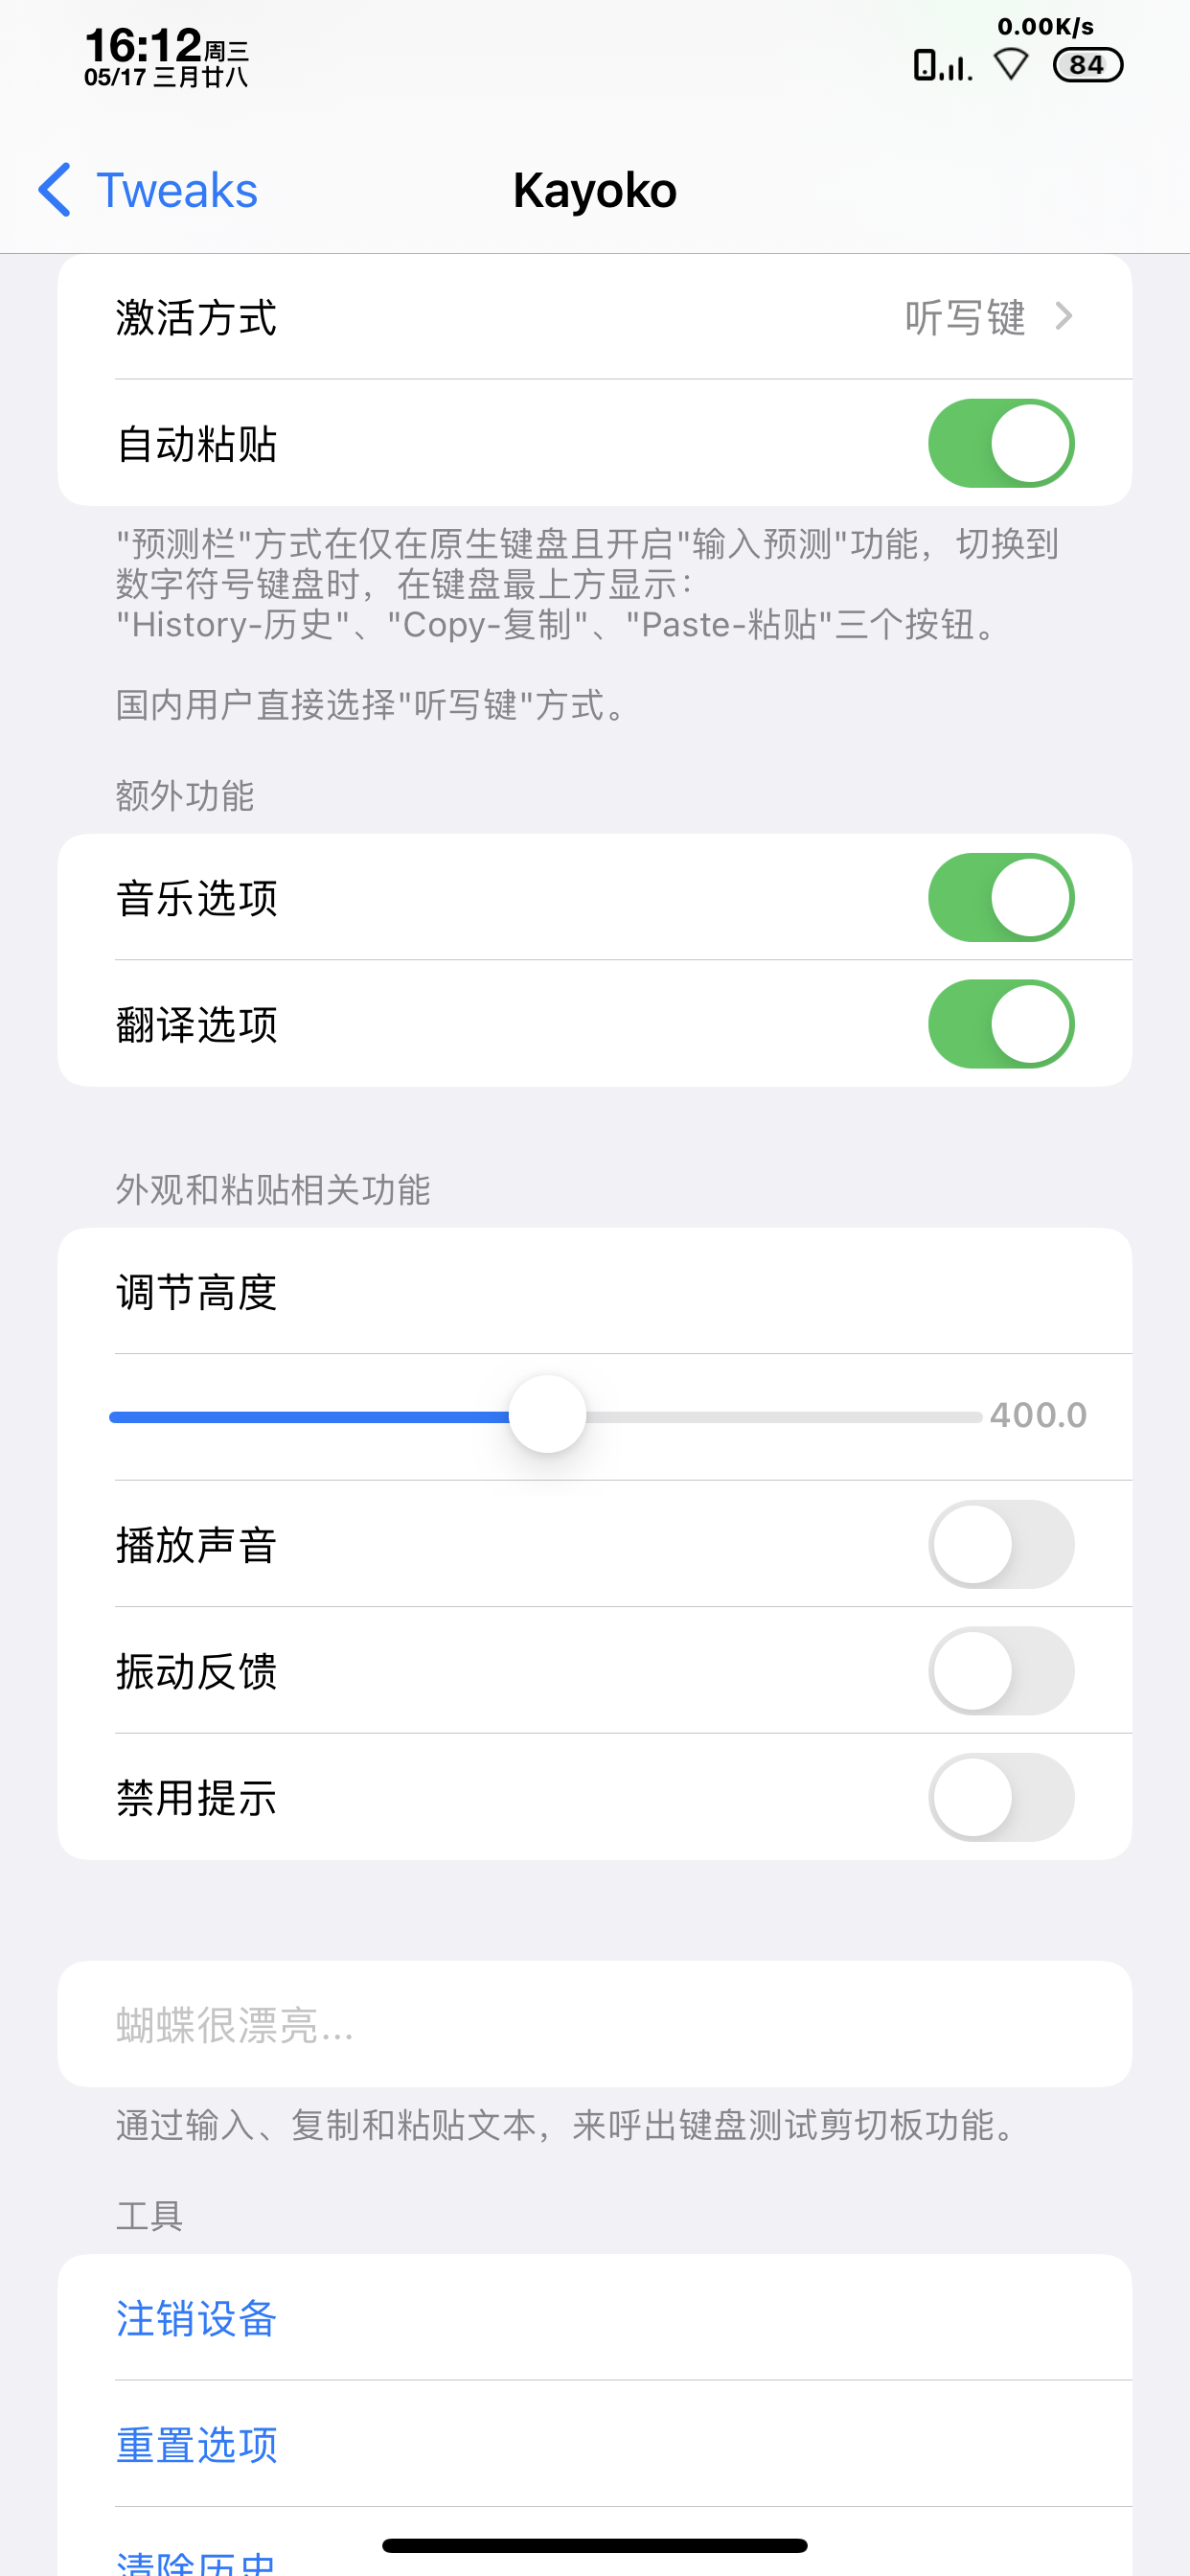 0.00K/s
16:12周三
05/17 三月廿八
84
Tweaks
Kayoko
激活方式
听写键
自动粘贴
"预测栏"方式在仅在原生键盘且开启"输入预测"功能，切换到
数字符号键盘时，在键盘最上方显示：
"History-历史"、"Copy-复制"、"Paste-粘贴"三个按钮。
国内用户直接选择"听写键"方式。
额外功能
音乐选项
翻译选项
外观和粘贴相关功能
调节高度
400.0
播放声音
振动反馈
禁用提示
蝴蝶很漂亮...
通过输入、复制和粘贴文本，来呼出键盘测试剪切板功能。
工具
注销设备
重置选项
清除历史